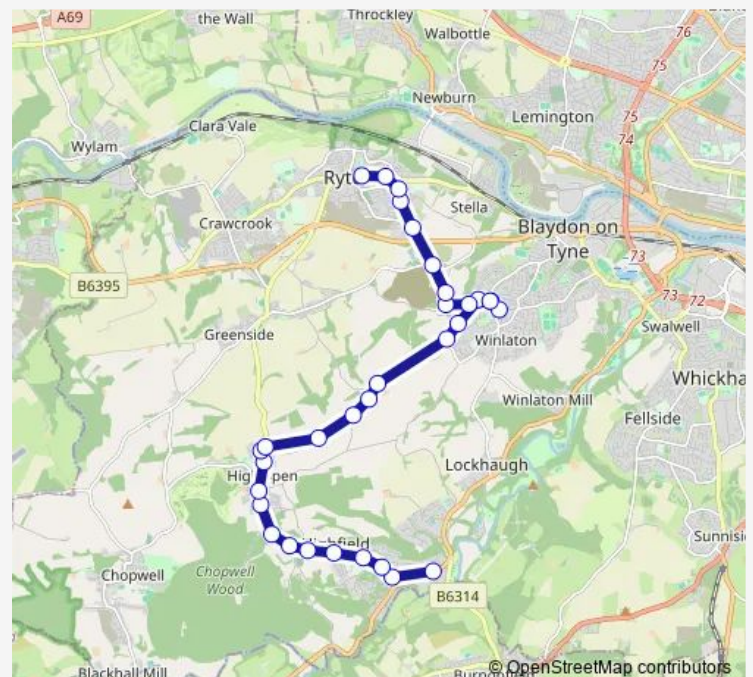 A69
the Wall
Throckley
Walbottle
76
75
Newburn
Lemington
75
74
Clara Vale
Wylam
Ryt
Stella
Crawcrook
Blaydon on
Tyne
73
B6395
73
72
Swalwell
Greenside
Winlaton
Whickha
Winlaton Mill
Fellside
Lockhaugh
Hig
pen
Sunnisi
Highfield
Chopwell
Chopwell
Wood
B6314
Blackhall Mill
© OpenStreetMap contributors